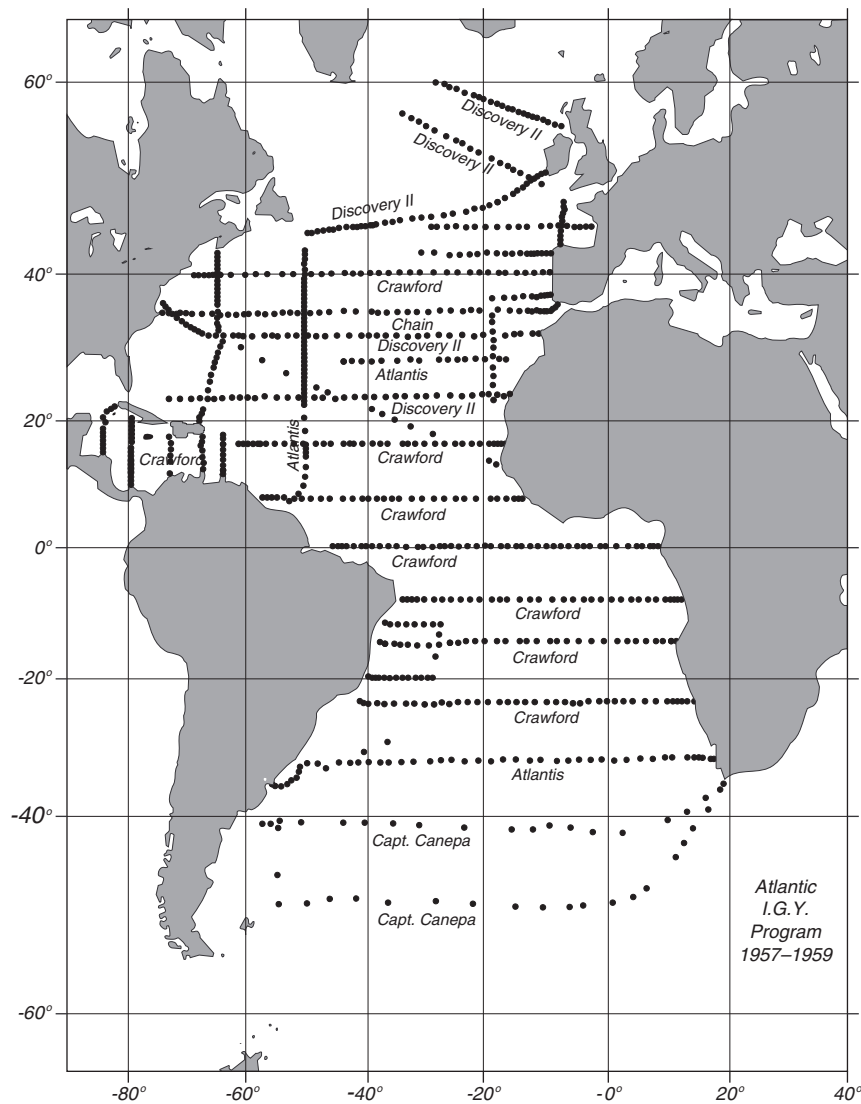 60°
Discovery II
Discovery II
Discovery II
40°
Crawford
Chain
Discovery II
Atlantis
20°
Discovery II
Atlantis
Crawford
Crawford
Crawford
0°
Crawford
Crawford
Crawford
-20°
Crawford
Atlantis
-40°
Capt. Canepa
Capt. Canepa
Atlantic
I.G.Y.
Program
1957–1959
-60°
-80° -60° -40° -20° -0° 20° 40°